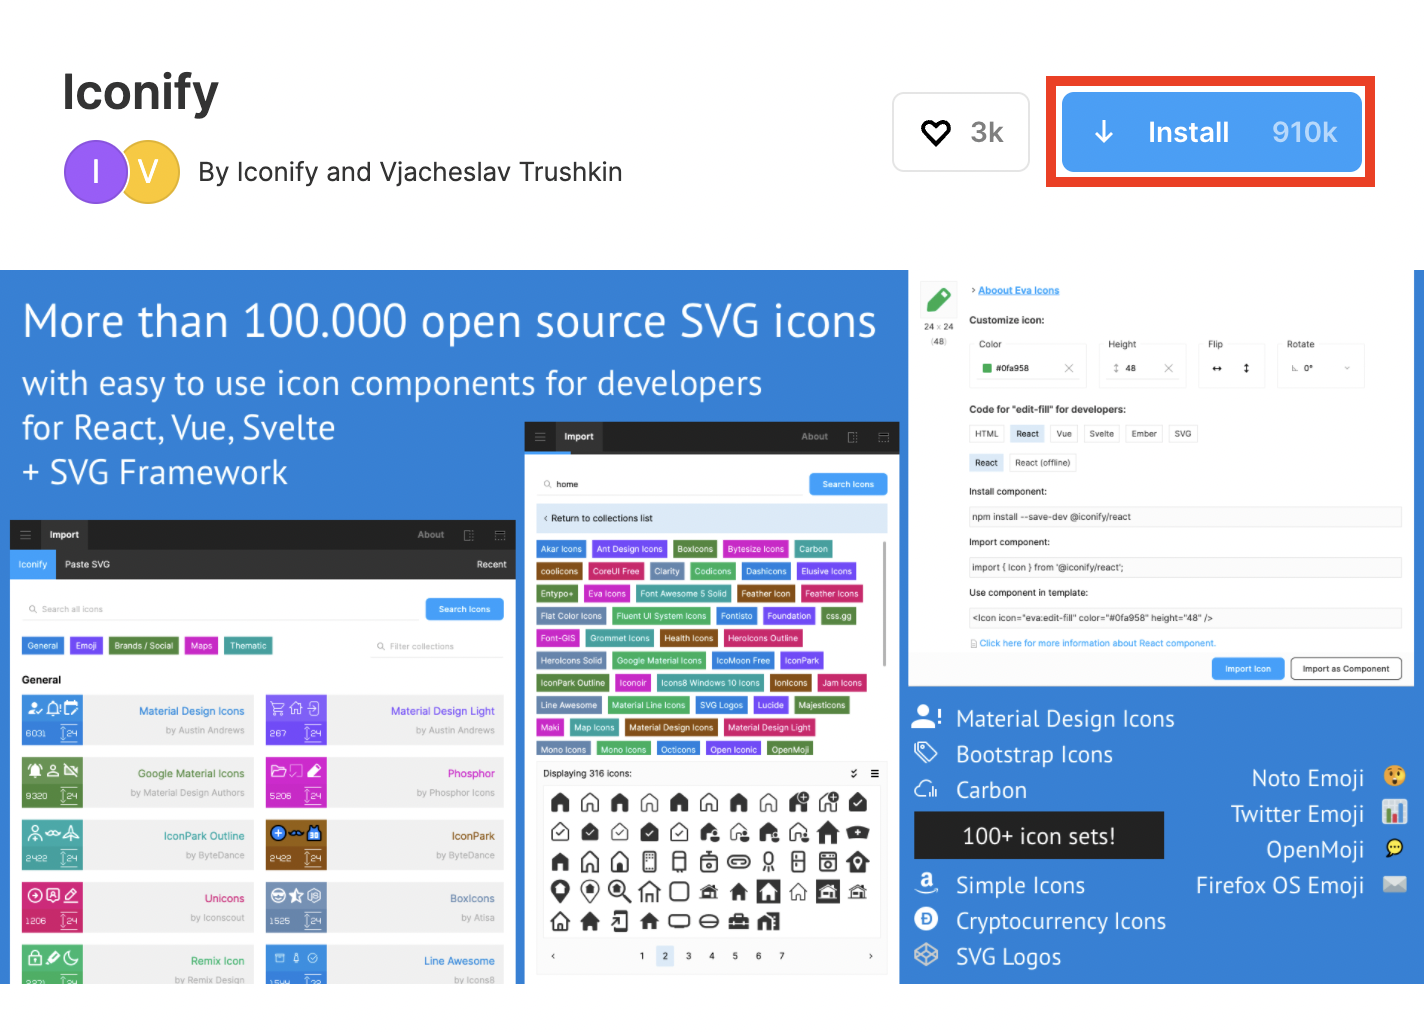 Iconify
I
V
By Iconify and Vjacheslav Trushkin
3k
Install
910k
More than 100.000 open source SVG icons
with easy to use icon components for developers
for React, Vue, Svelte
+ SVG Framework
Import
About
Iconify
Paste SVG
Recent
Search all icons
Search Icons
General
Emoji
Brands / Social
Maps
Thematic
Filter collections
General
6031
24
Material Design Icons
by Austin Andrews
267
24
Material Design Light
by Austin Andrews
9320
24
Google Material Icons
by Material Design Authors
5206
24
Phosphor
by Phosphor Icons
2422
24
IconPark Outline
by ByteDance
2422
24
IconPark
by ByteDance
1206
24
Unicons
by Iconscout
1525
24
BoxIcons
by Atisa
Remix Icon
by Remix Design
Line Awesome
by Icons8
Import
About
home
Search Icons
‹ Return to collections list
Akar Icons
Ant Design Icons
BoxIcons
Bytesize Icons
Carbon
coolicons
CoreUI Free
Clarity
Codicons
Dashicons
Elusive Icons
Entypo+
Eva Icons
Font Awesome 5 Solid
Feather Icon
Feather Icons
Flat Color Icons
Fluent UI System Icons
Fontisto
Foundation
css.gg
Font-GIS
Grommet Icons
Health Icons
HeroIcons Outline
HeroIcons Solid
Google Material Icons
IcoMoon Free
IconPark
IconPark Outline
Iconoir
Icons8 Windows 10 Icons
IonIcons
Jam Icons
Line Awesome
Material Line Icons
SVG Logos
Lucide
Majesticons
Maki
Map Icons
Material Design Icons
Material Design Light
Mono Icons
Mono Icons
Octicons
Open Iconic
OpenMoji
Displaying 316 icons:
‹ 1 2 3 4 5 6 7 ›
24 x 24
(48)
› Aboout Eva Icons
Customize icon:
Color
#0fa958
Height
48
Flip
Rotate
0°
Code for "edit-fill" for developers:
HTML
React
Vue
Svelte
Ember
SVG
React
React (offline)
Install component:
npm install --save-dev @iconify/react
Import component:
import { Icon } from '@iconify/react';
Use component in template:
<Icon icon="eva:edit-fill" color="#0fa958" height="48" />
Click here for more information about React component.
Import Icon
Import as Component
Material Design Icons
Bootstrap Icons
Carbon
100+ icon sets!
Simple Icons
Cryptocurrency Icons
SVG Logos
Noto Emoji
Twitter Emoji
OpenMoji
Firefox OS Emoji